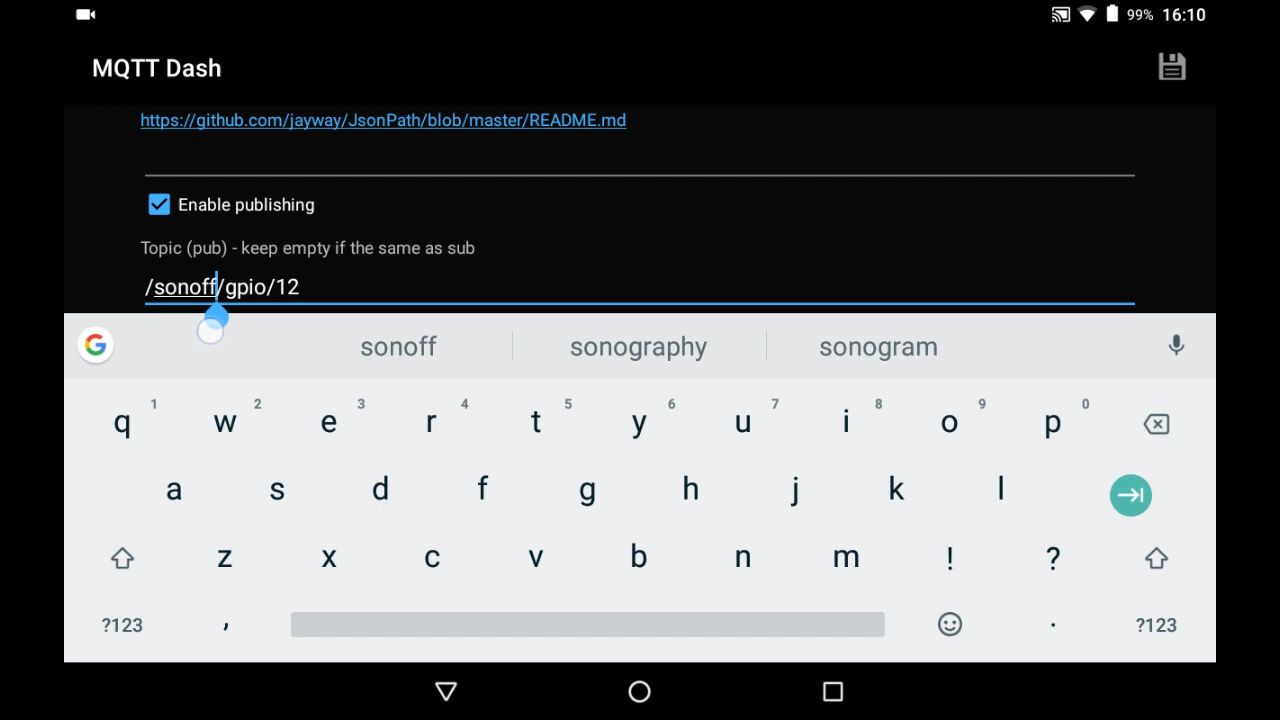 99% 16:10
MQTT Dash
https://github.com/jayway/JsonPath/blob/master/README.md
Enable publishing
Topic (pub) - keep empty if the same as sub
/sonoff/gpio/12
G sonoff sonography sonogram
1 2 3 4 5 6 7 8 9 0
q w e r t y u i o p
a s d f g h j k l
z x c v b n m ! ?
?123 , . ?123